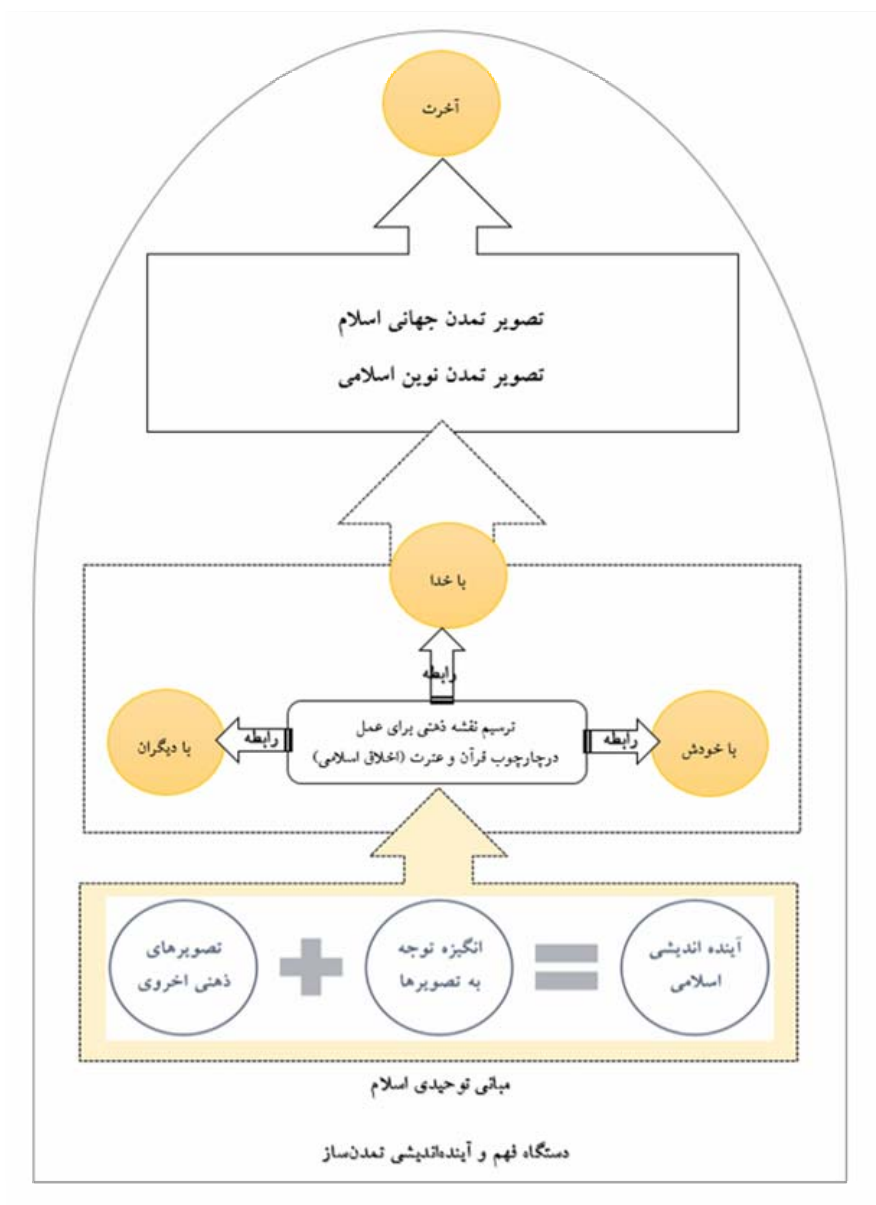 آخرت
تصویر تمدن جهانی اسلام
تصویر تمدن نوین اسلامی
با خدا
رابطه
ترسیم نقشه ذهنی برای عمل
درچارچوب قرآن و عترت (اخلاق اسلامی)
با خودش
رابطه
رابطه
با دیگران
آینده اندیشی
اسلامی
=
انگیزه توجه
به تصویرها
+
تصویرهای
ذهنی اخروی
مبانی توحیدی اسلام
دستگاه فهم و آینده‌اندیشی تمدن‌ساز